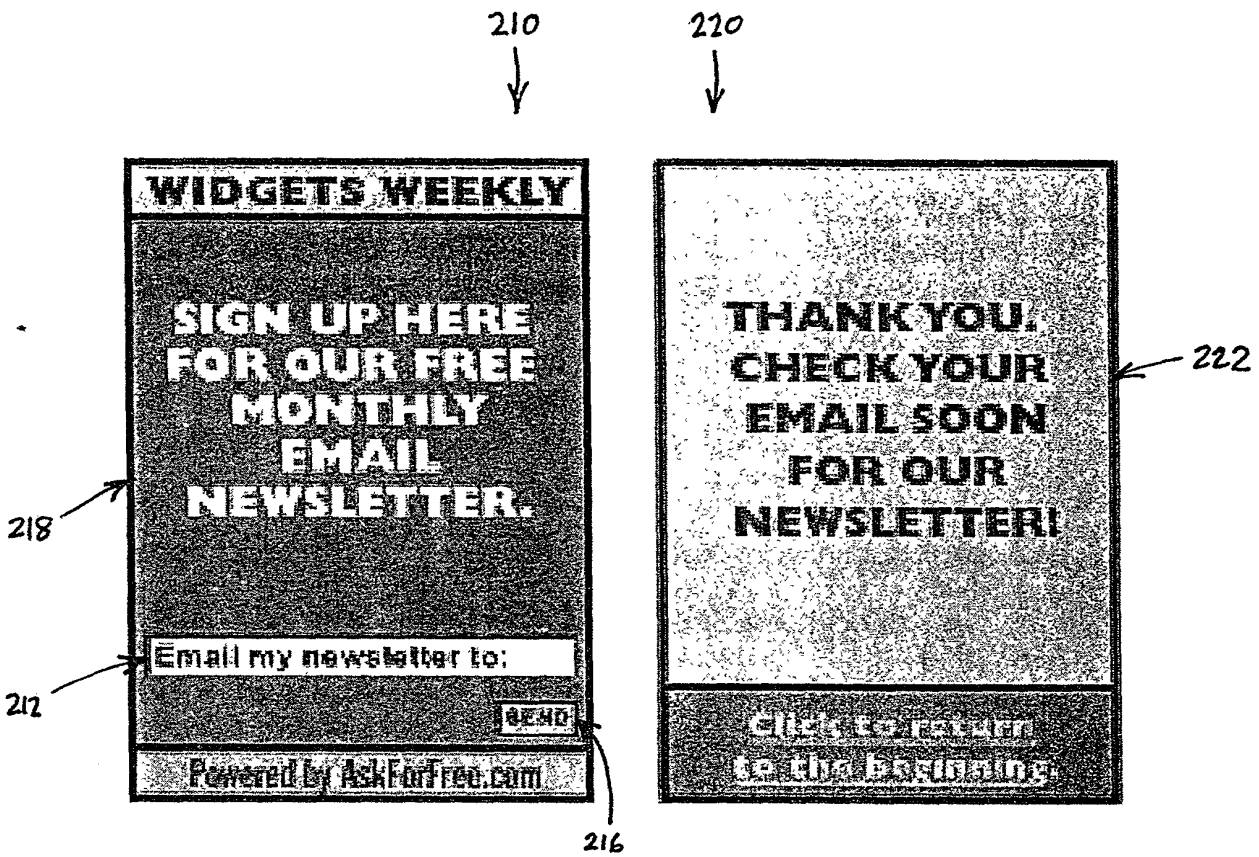 210
220
WIDGETS WEEKLY
SIGN UP HERE
FOR OUR FREE
MONTHLY
EMAIL
NEWSLETTER.
218
Email my newsletter to:
212
SEND
Powered by AskForFree.com
216
THANK YOU.
CHECK YOUR
EMAIL SOON
FOR OUR
NEWSLETTER!
222
Click to return
to the beginning.